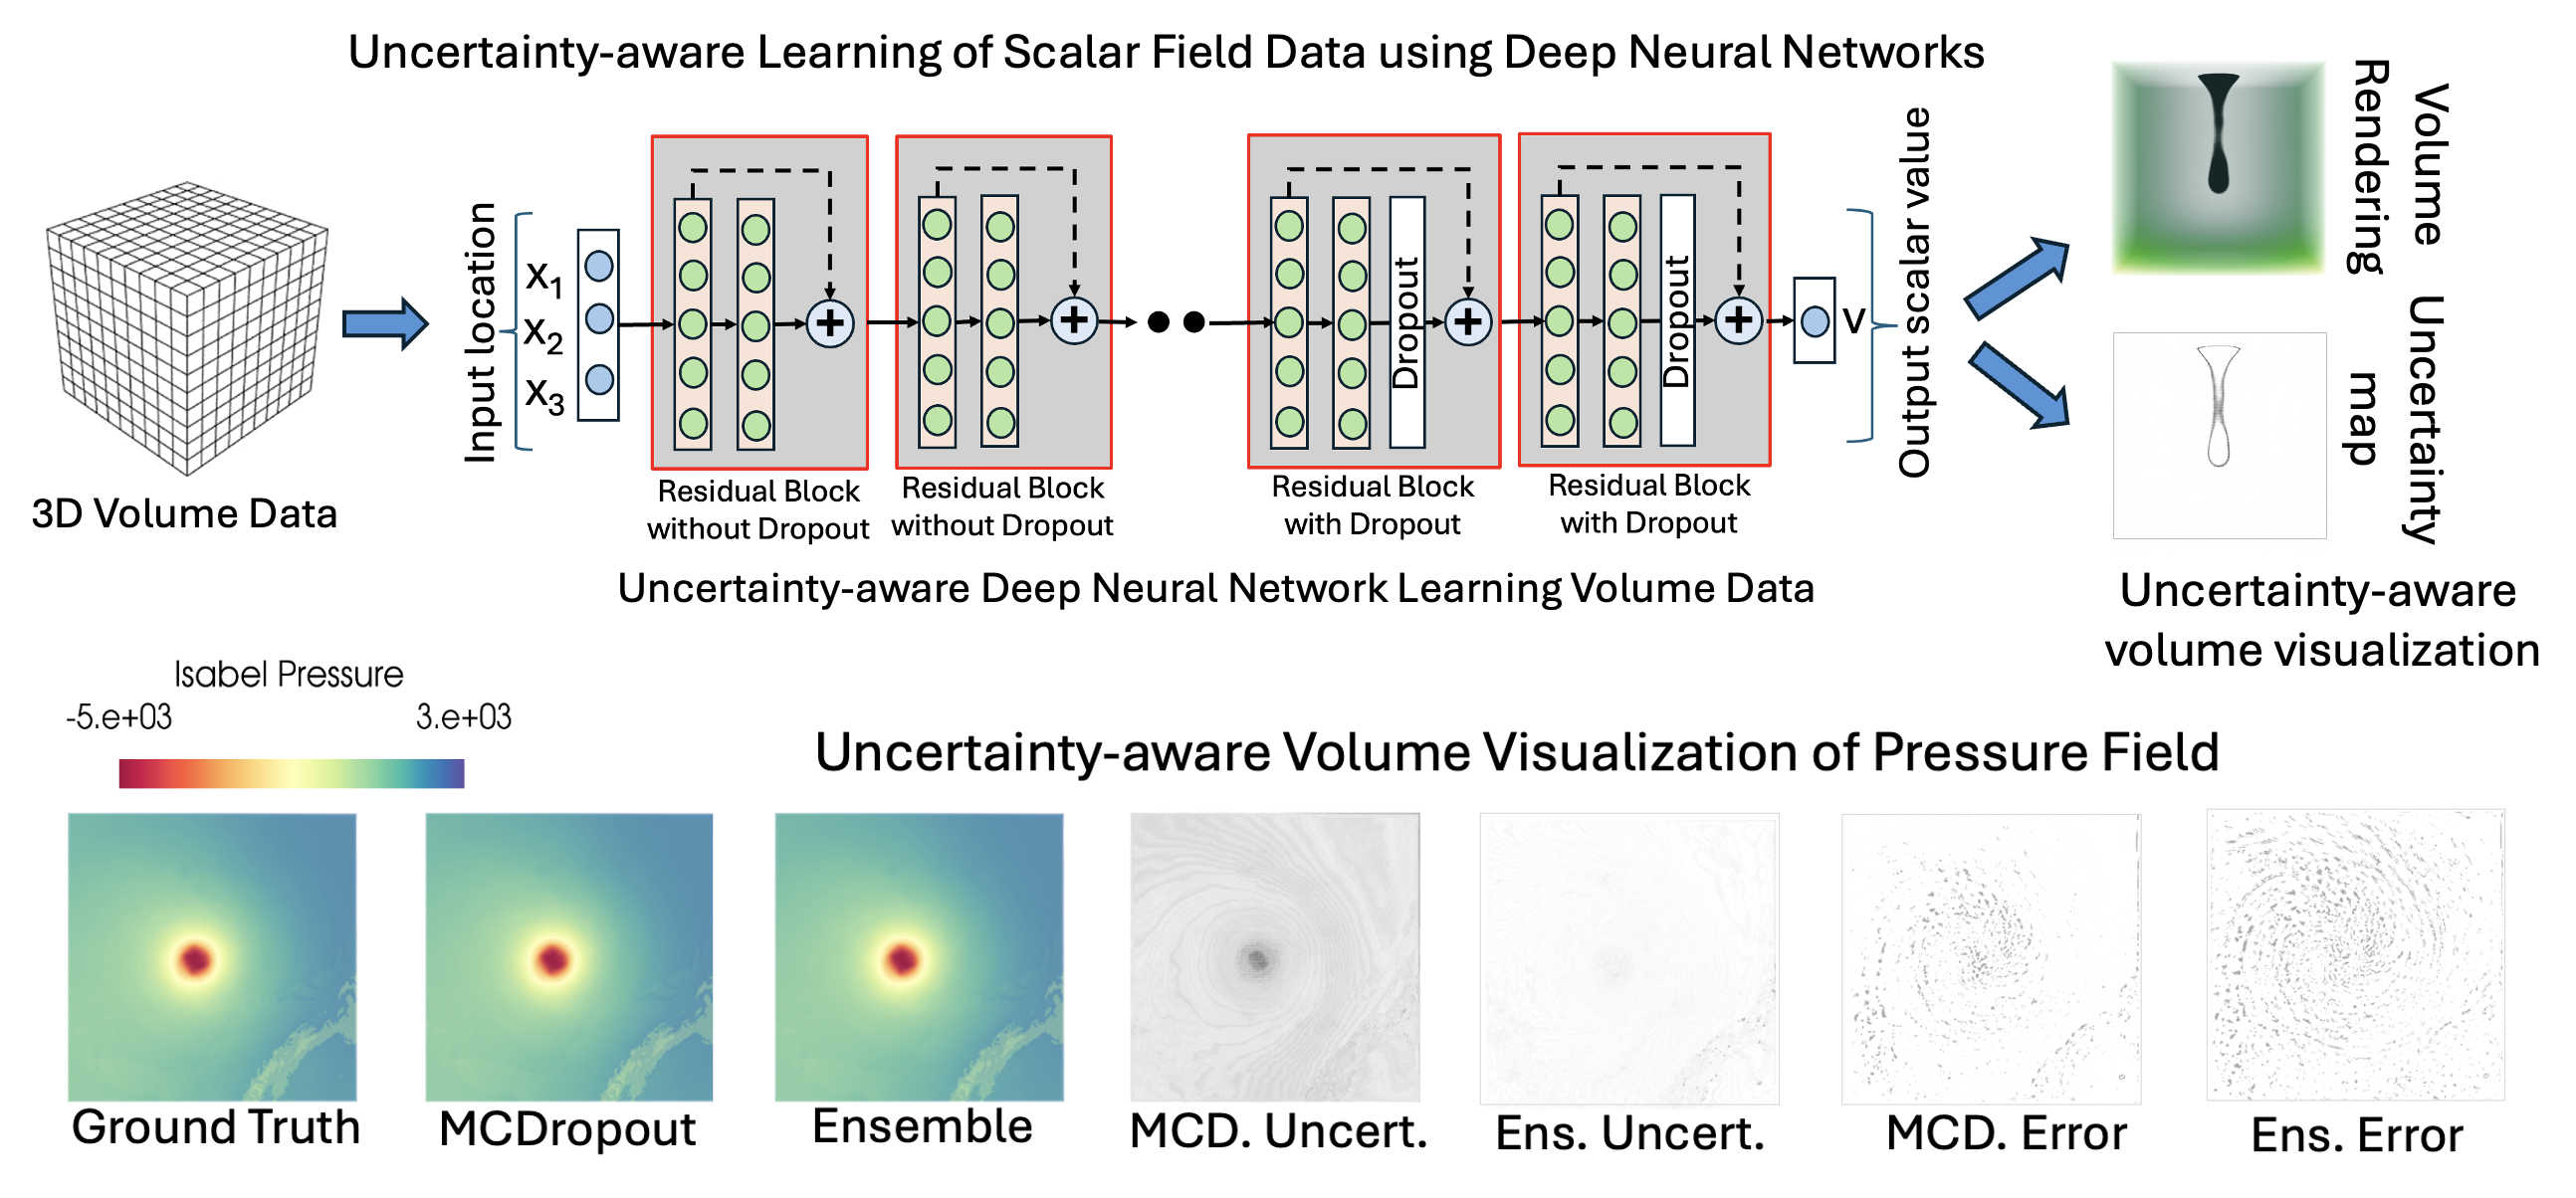 Uncertainty-aware Learning of Scalar Field Data using Deep Neural Networks
3D Volume Data
Input location
X1
X2
X3
Residual Block
without Dropout
Residual Block
without Dropout
Dropout
Residual Block
with Dropout
Dropout
Residual Block
with Dropout
V
Output scalar value
Volume
Rendering
Uncertainty
map
Uncertainty-aware Deep Neural Network Learning Volume Data
Uncertainty-aware
volume visualization
Isabel Pressure
-5.e+03 3.e+03
Uncertainty-aware Volume Visualization of Pressure Field
Ground Truth
MCDropout
Ensemble
MCD. Uncert.
Ens. Uncert.
MCD. Error
Ens. Error